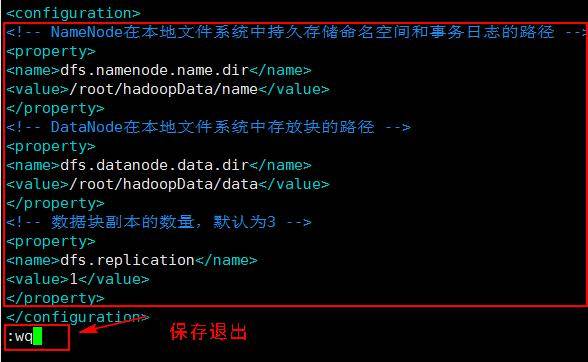 <configuration>
<!-- NameNode在本地文件系统中持久存储命名空间和事务日志的路径 -->
<property>
<name>dfs.namenode.name.dir</name>
<value>/root/hadoopData/name</value>
</property>
<!-- DataNode在本地文件系统中存放块的路径 -->
<property>
<name>dfs.datanode.data.dir</name>
<value>/root/hadoopData/data</value>
</property>
<!-- 数据块副本的数量，默认为3 -->
<property>
<name>dfs.replication</name>
<value>1</value>
</property>
</configuration>
:wq
保存退出